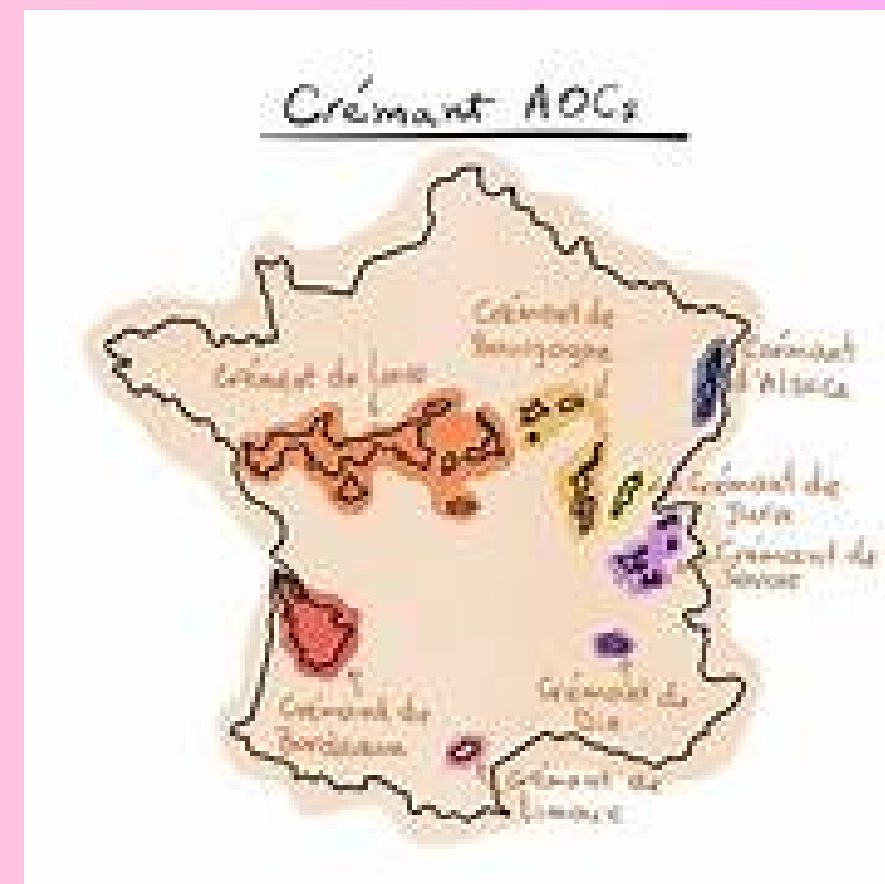 Crémant AOCs
Crémant de
Bourgogne
Crémant de Loire
Crémant
d'Alsace
Crémant de
Jura
Crémant de
Savoie
Crémant de
Die
Crémant de
Bordeaux
Crémant de
Limoux